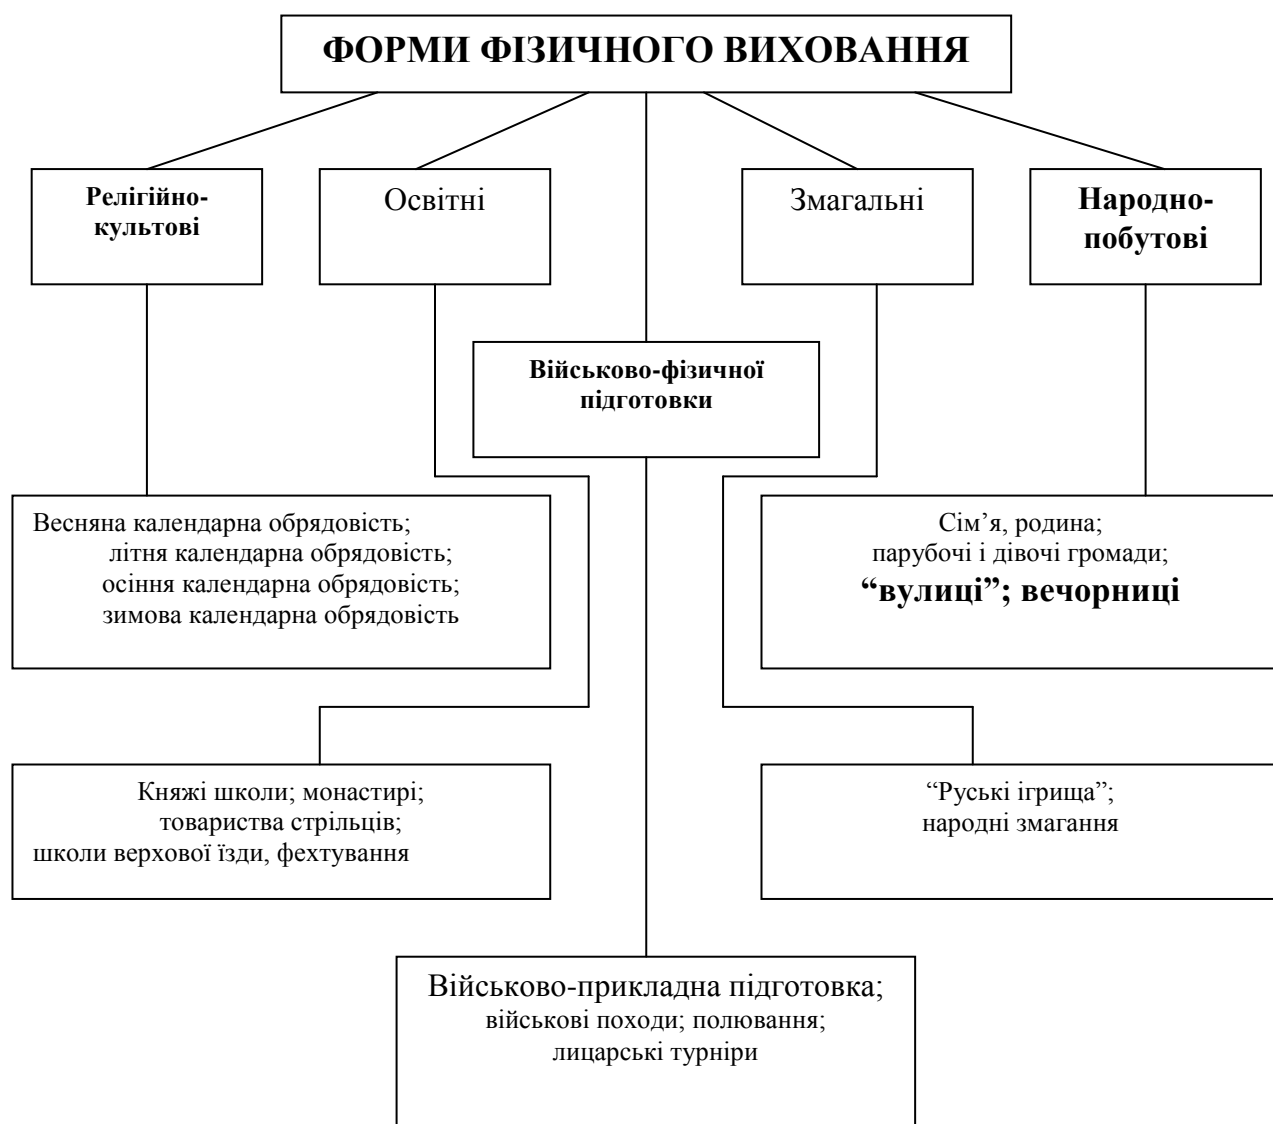 ФОРМИ ФІЗИЧНОГО ВИХОВАННЯ
Релігійно-
культові
Освітні
Змагальні
Народно-
побутові
Військово-фізичної
підготовки
Весняна календарна обрядовість;
літня календарна обрядовість;
осіння календарна обрядовість;
зимова календарна обрядовість
Сім’я, родина;
парубочі і дівочі громади;
“вулиці”; вечорниці
Княжі школи; монастирі;
товариства стрільців;
школи верхової їзди, фехтування
“Руські ігрища”;
народні змагання
Військово-прикладна підготовка;
військові походи; полювання;
лицарські турніри